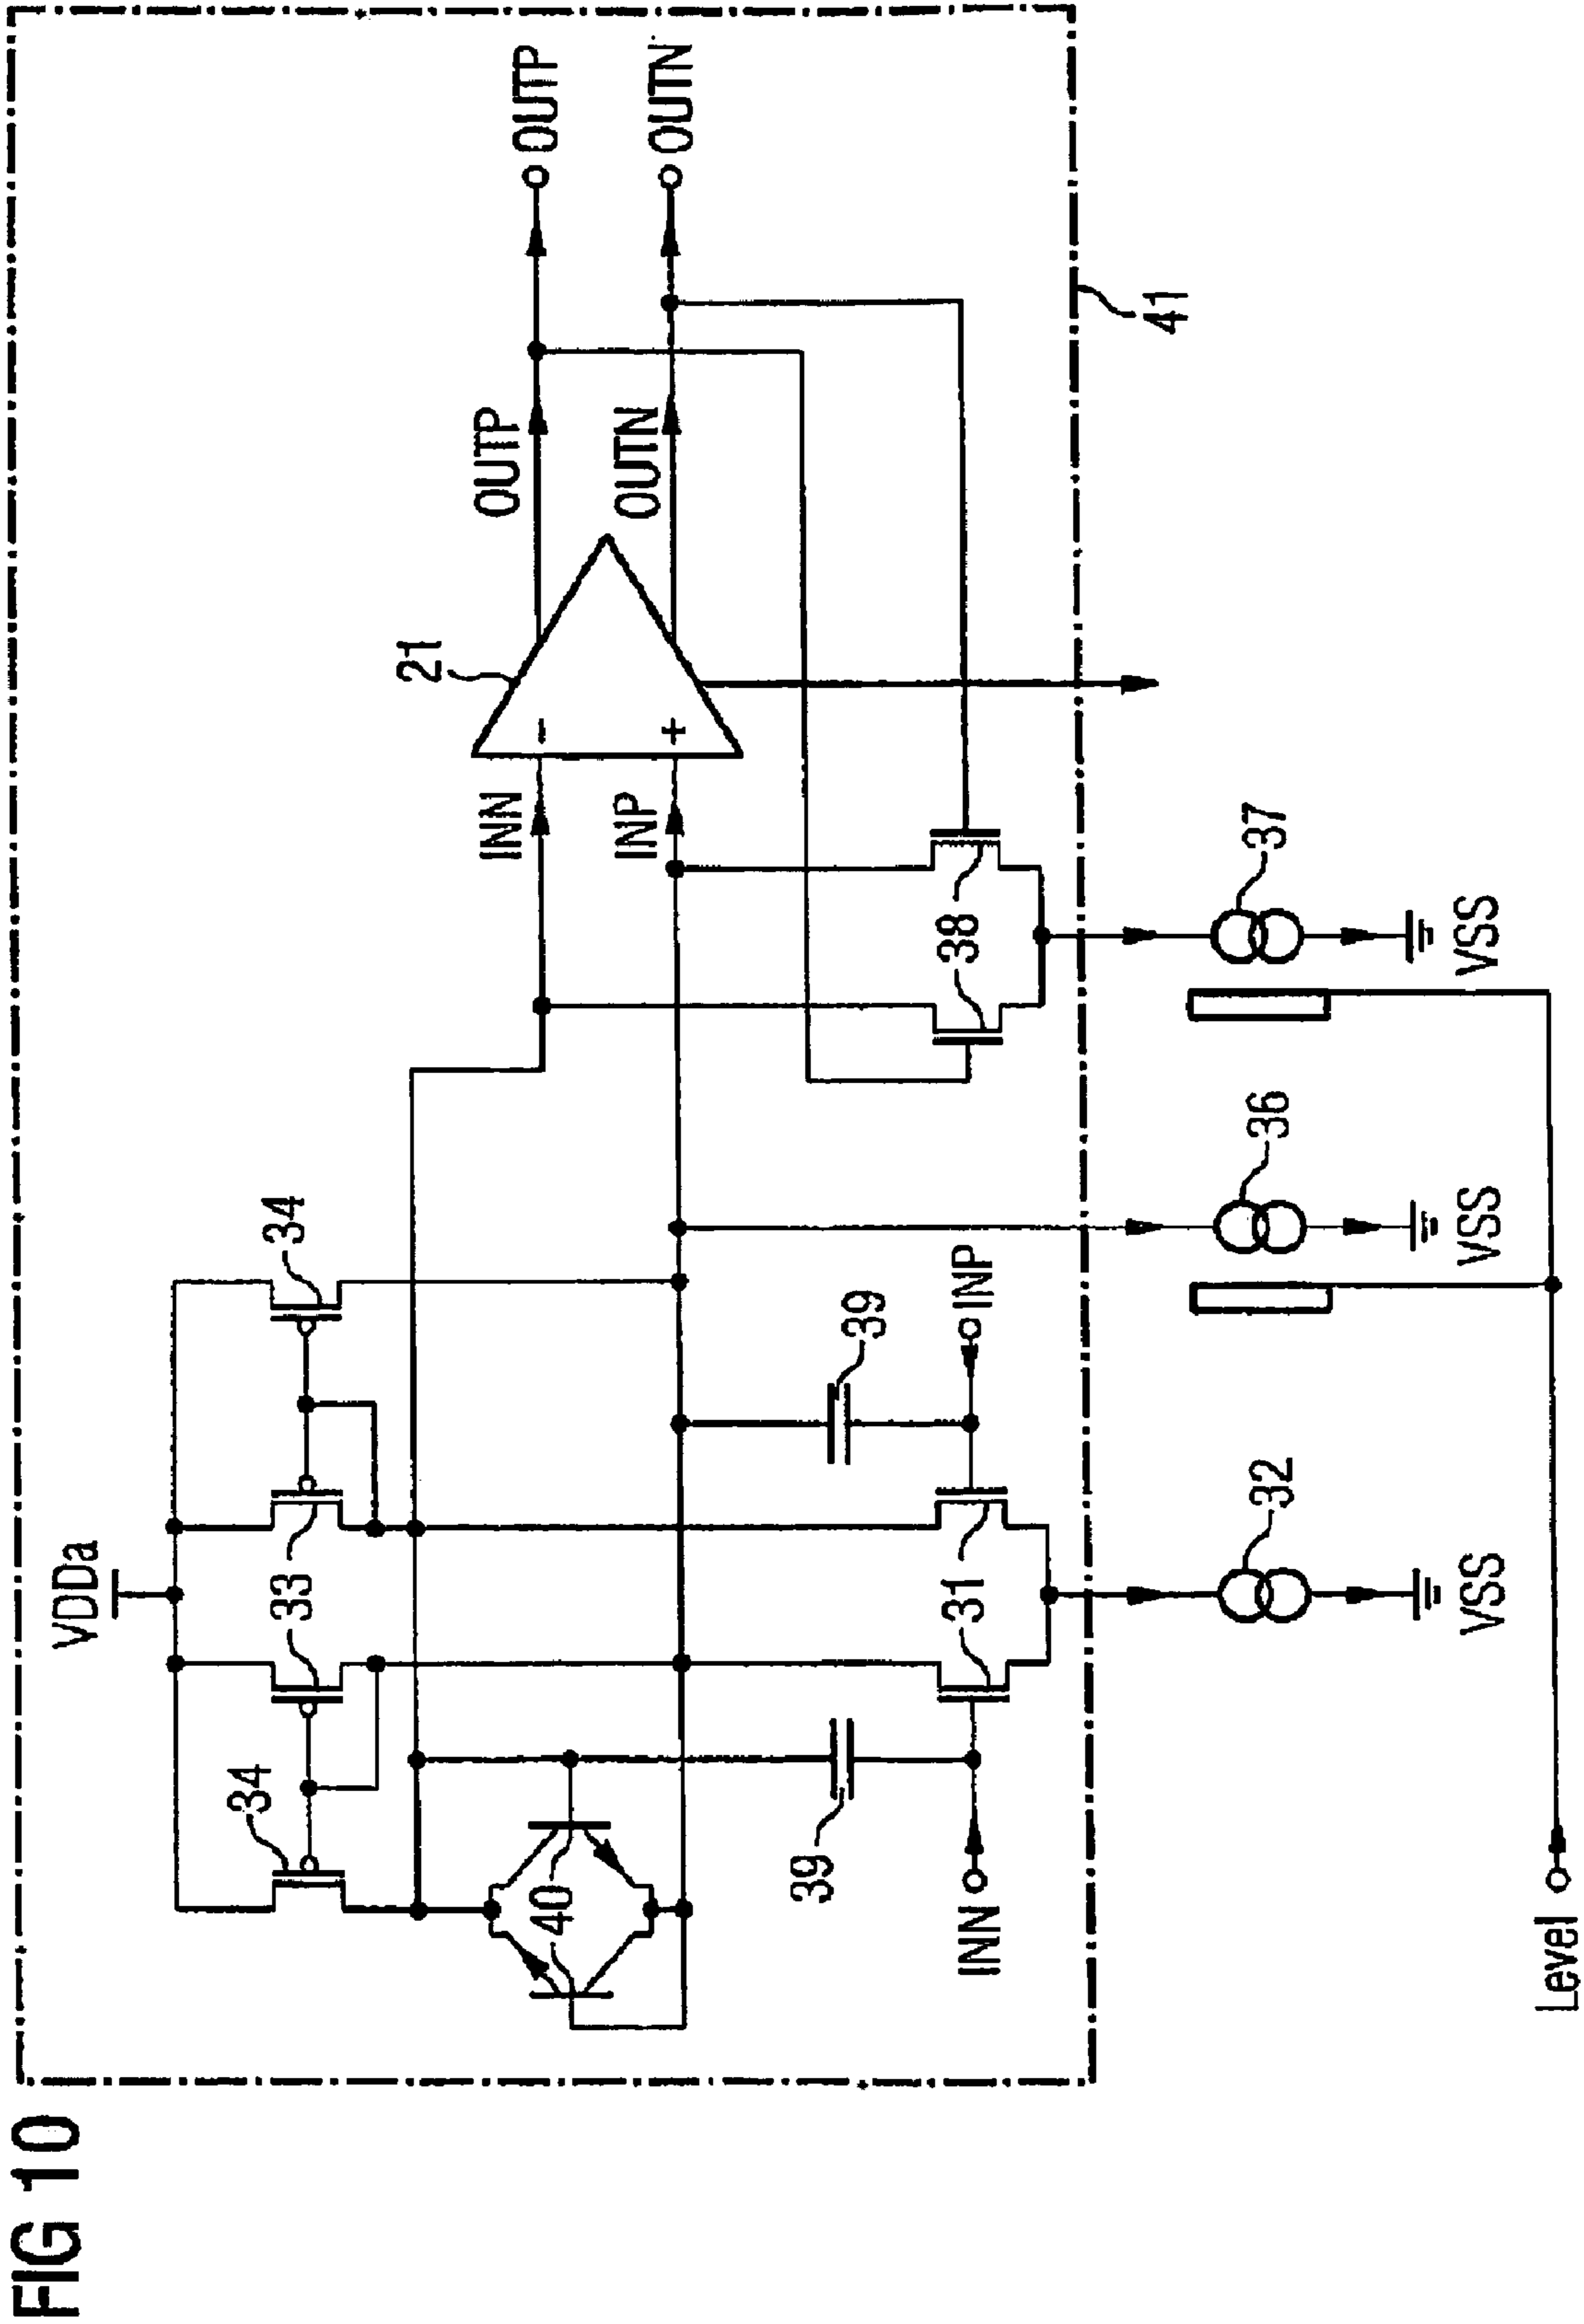 FIG 10
VDDa
34
33
34
40
39
39
INN
INP
31
32
VSS
36
VSS
37
VSS
38
INN
INP
-
+
21
OUTP
OUTN
OUTP
OUTN
41
Level